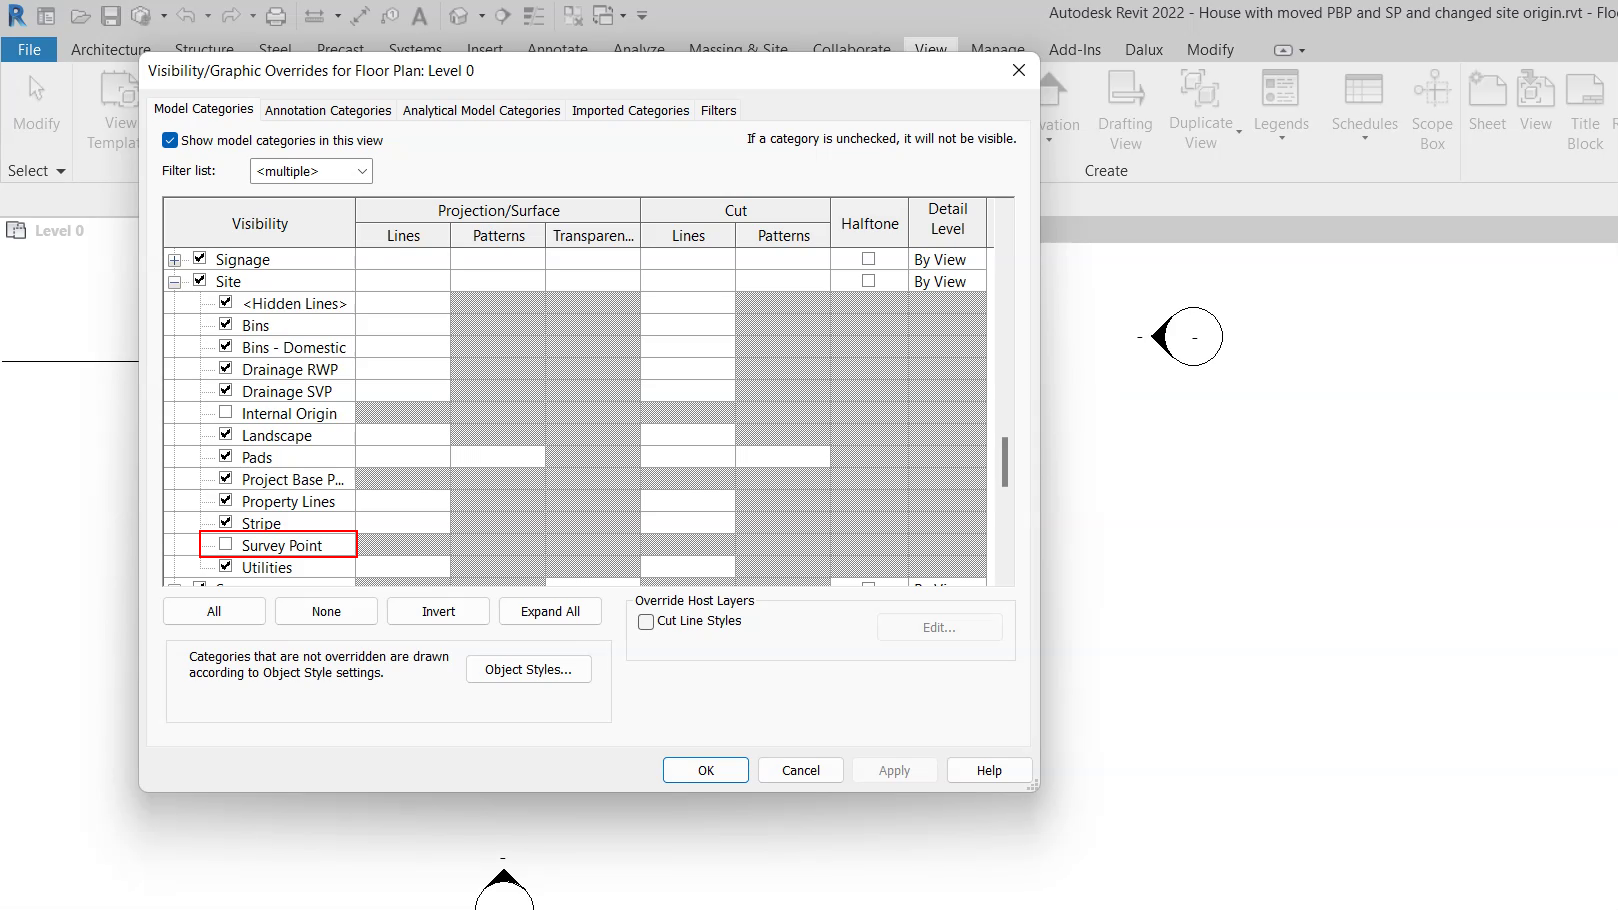 Autodesk Revit 2022 - House with moved PBP and SP and changed site origin.rvt - Floo
File Architecture Structure Steel Precast Systems Insert Annotate Analyze Massing & Site Collaborate View Manage Add-Ins Dalux Modify
Modify
View
Templat
Select
vation
Drafting
View
Duplicate
View
Legends
Schedules
Scope
Box
Sheet
View
Title
Block
Create
Level 0
Visibility/Graphic Overrides for Floor Plan: Level 0
Model Categories Annotation Categories Analytical Model Categories Imported Categories Filters
Show model categories in this view
If a category is unchecked, it will not be visible.
Filter list: <multiple>
Visibility Projection/Surface Cut Halftone Detail Level
Lines Patterns Transparen... Lines Patterns
Signage By View
Site By View
<Hidden Lines>
Bins
Bins - Domestic
Drainage RWP
Drainage SVP
Internal Origin
Landscape
Pads
Project Base P...
Property Lines
Stripe
Survey Point
Utilities
All None Invert Expand All
Override Host Layers
Cut Line Styles
Edit...
Categories that are not overridden are drawn
according to Object Style settings.
Object Styles...
OK Cancel Apply Help
- -
-